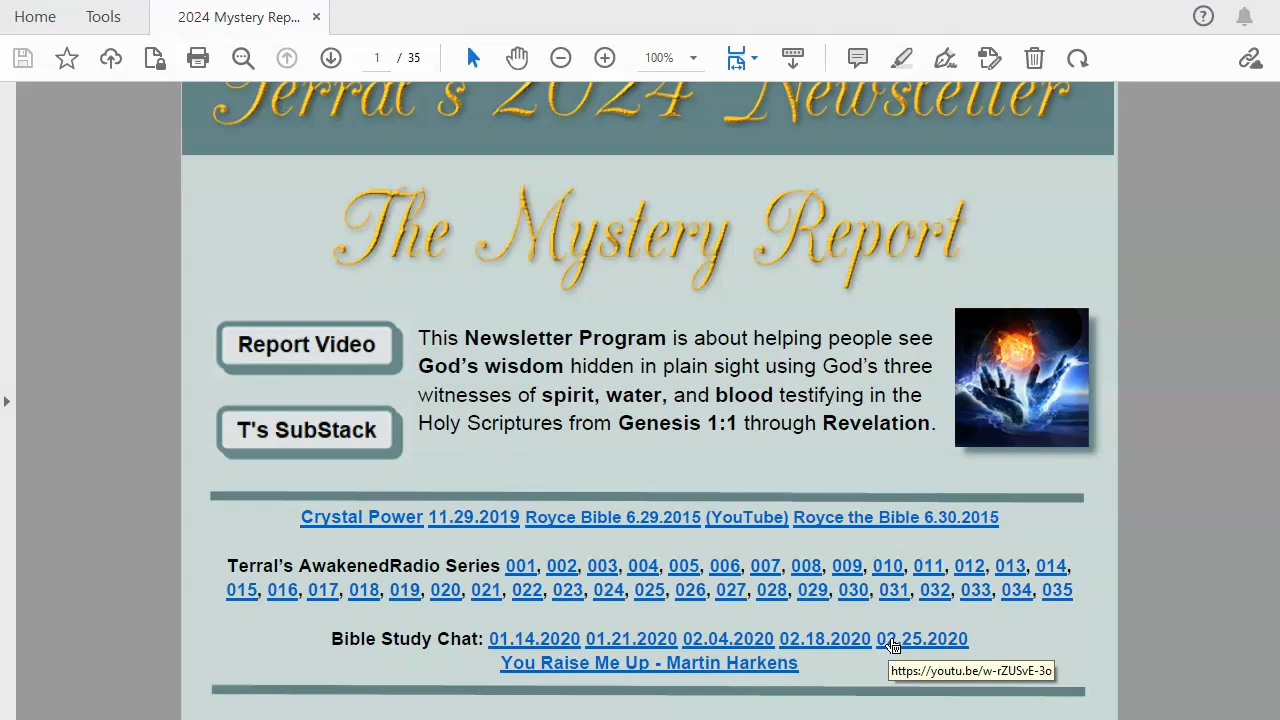 Home Tools 2024 Mystery Rep... ×
1 / 35 100%
Terral's 2024 Newsletter
The Mystery Report
Report Video
T's SubStack
This Newsletter Program is about helping people see
God's wisdom hidden in plain sight using God's three
witnesses of spirit, water, and blood testifying in the
Holy Scriptures from Genesis 1:1 through Revelation.
Crystal Power 11.29.2019 Royce Bible 6.29.2015 (YouTube) Royce the Bible 6.30.2015
Terral's AwakenedRadio Series 001, 002, 003, 004, 005, 006, 007, 008, 009, 010, 011, 012, 013, 014,
015, 016, 017, 018, 019, 020, 021, 022, 023, 024, 025, 026, 027, 028, 029, 030, 031, 032, 033, 034, 035
Bible Study Chat: 01.14.2020 01.21.2020 02.04.2020 02.18.2020 02.25.2020
You Raise Me Up - Martin Harkens
https://youtu.be/w-rZUSvE-3o